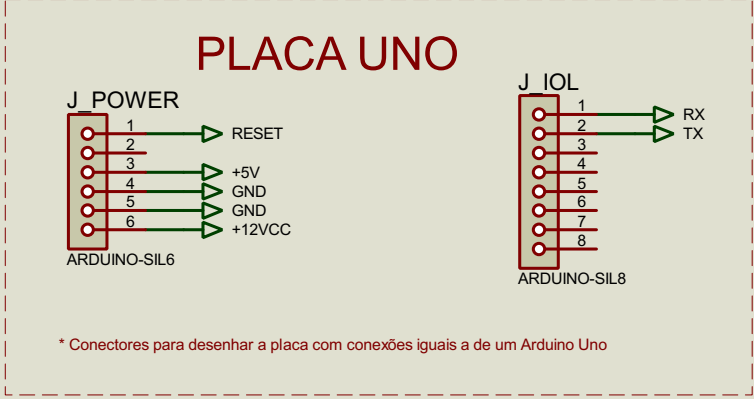 PLACA UNO
J_POWER
1 RESET
2
3 +5V
4 GND
5 GND
6 +12VCC
ARDUINO-SIL6
J_IOL
1 RX
2 TX
3
4
5
6
7
8
ARDUINO-SIL8
* Conectores para desenhar a placa com conexões iguais a de um Arduino Uno